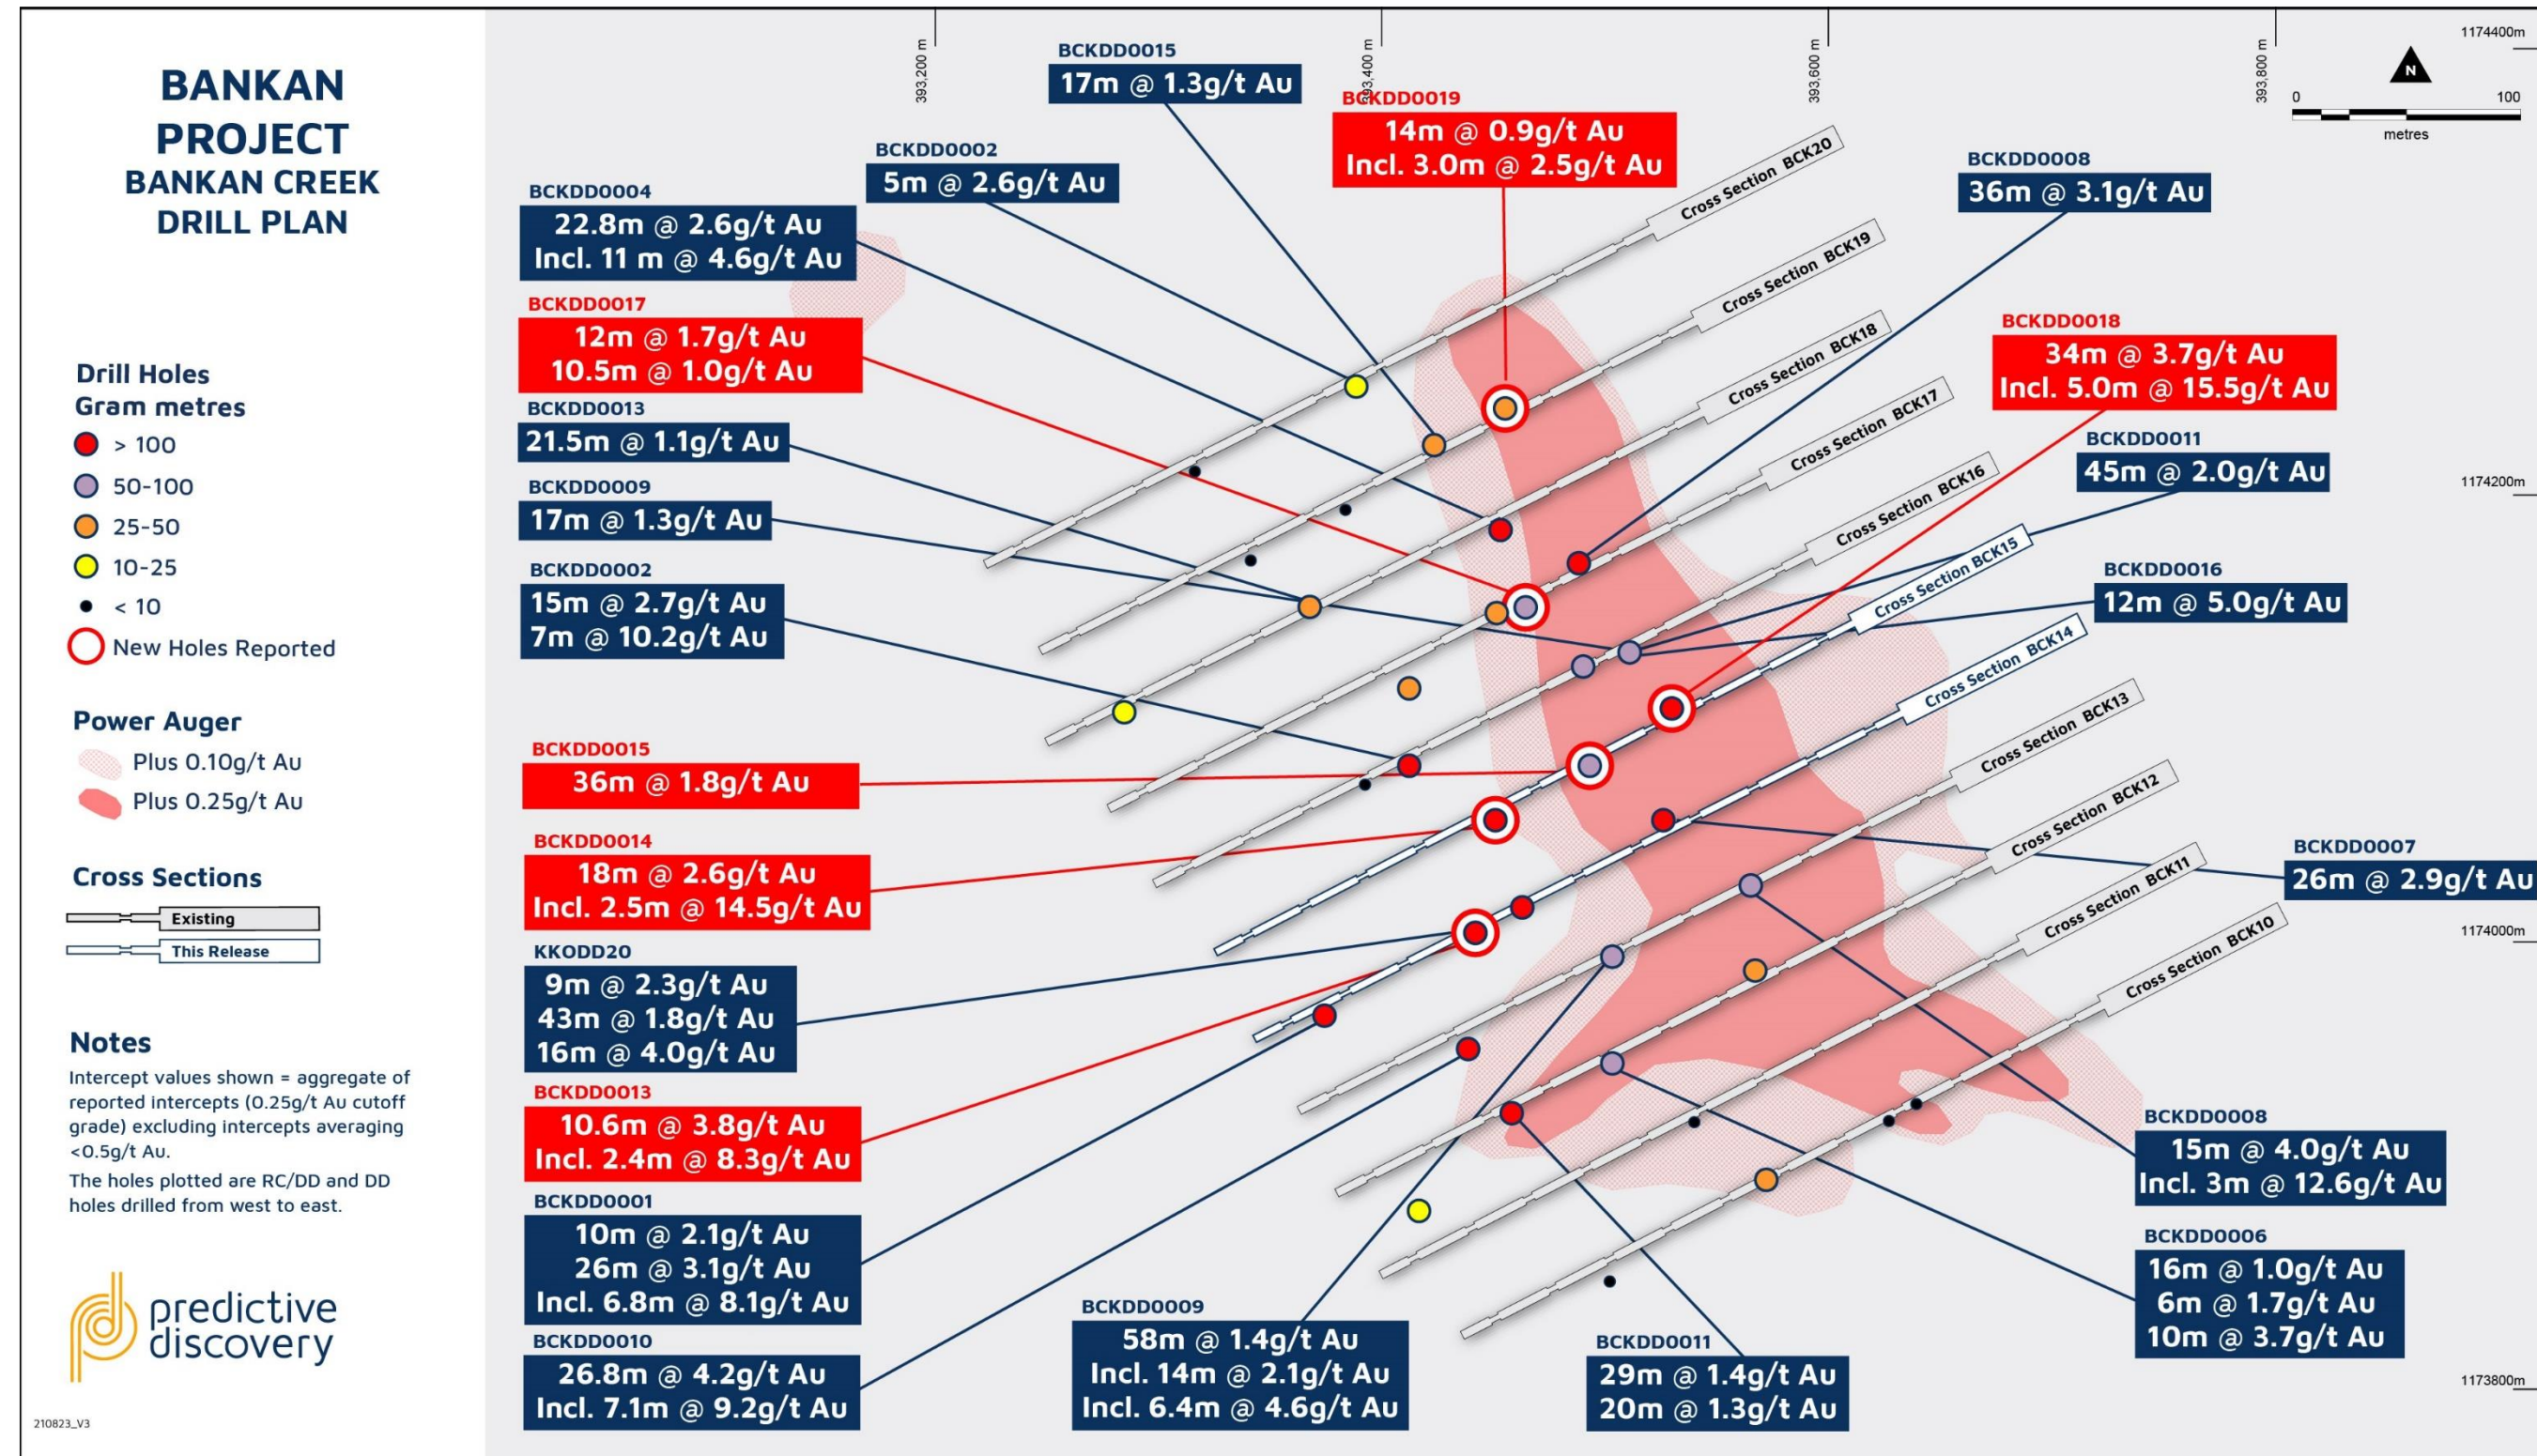 BANKAN
PROJECT
BANKAN CREEK
DRILL PLAN
Drill Holes
Gram metres
> 100
50-100
25-50
10-25
< 10
New Holes Reported
Power Auger
Plus 0.10g/t Au
Plus 0.25g/t Au
Cross Sections
Existing
This Release
Notes
Intercept values shown = aggregate of
reported intercepts (0.25g/t Au cutoff
grade) excluding intercepts averaging
<0.5g/t Au.
The holes plotted are RC/DD and DD
holes drilled from west to east.
predictive
discovery
210823_V3
393,200 m
393,400 m
393,600 m
393,800 m
1174400m
1174200m
1174000m
1173800m
N
0 100
metres
BCKDD0015
17m @ 1.3g/t Au
BCKDD0019
14m @ 0.9g/t Au
Incl. 3.0m @ 2.5g/t Au
BCKDD0002
5m @ 2.6g/t Au
BCKDD0008
36m @ 3.1g/t Au
BCKDD0004
22.8m @ 2.6g/t Au
Incl. 11 m @ 4.6g/t Au
BCKDD0017
12m @ 1.7g/t Au
10.5m @ 1.0g/t Au
BCKDD0013
21.5m @ 1.1g/t Au
BCKDD0009
17m @ 1.3g/t Au
BCKDD0002
15m @ 2.7g/t Au
7m @ 10.2g/t Au
BCKDD0015
36m @ 1.8g/t Au
BCKDD0014
18m @ 2.6g/t Au
Incl. 2.5m @ 14.5g/t Au
KKODD20
9m @ 2.3g/t Au
43m @ 1.8g/t Au
16m @ 4.0g/t Au
BCKDD0013
10.6m @ 3.8g/t Au
Incl. 2.4m @ 8.3g/t Au
BCKDD0001
10m @ 2.1g/t Au
26m @ 3.1g/t Au
Incl. 6.8m @ 8.1g/t Au
BCKDD0010
26.8m @ 4.2g/t Au
Incl. 7.1m @ 9.2g/t Au
BCKDD0009
58m @ 1.4g/t Au
Incl. 14m @ 2.1g/t Au
Incl. 6.4m @ 4.6g/t Au
BCKDD0011
29m @ 1.4g/t Au
20m @ 1.3g/t Au
BCKDD0018
34m @ 3.7g/t Au
Incl. 5.0m @ 15.5g/t Au
BCKDD0011
45m @ 2.0g/t Au
BCKDD0016
12m @ 5.0g/t Au
BCKDD0007
26m @ 2.9g/t Au
BCKDD0008
15m @ 4.0g/t Au
Incl. 3m @ 12.6g/t Au
BCKDD0006
16m @ 1.0g/t Au
6m @ 1.7g/t Au
10m @ 3.7g/t Au
Cross Section BCK20
Cross Section BCK19
Cross Section BCK18
Cross Section BCK17
Cross Section BCK16
Cross Section BCK15
Cross Section BCK14
Cross Section BCK13
Cross Section BCK12
Cross Section BCK11
Cross Section BCK10